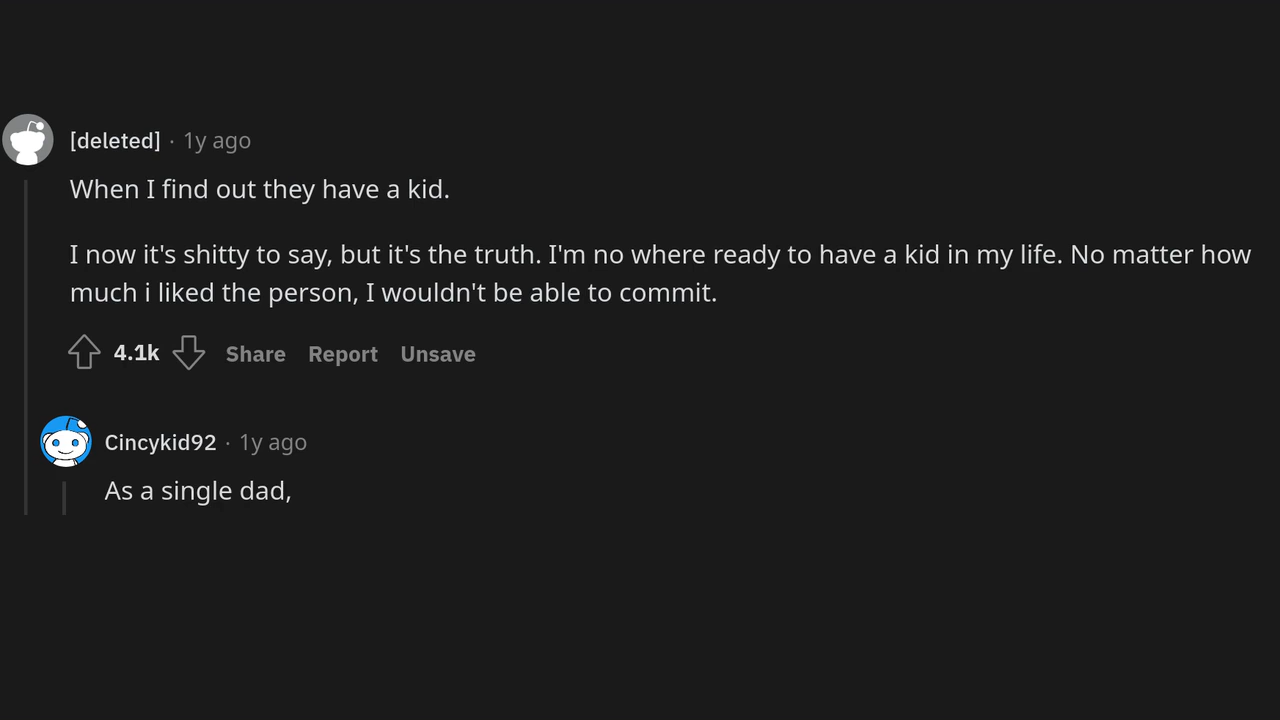 [deleted] · 1y ago
When I find out they have a kid.
I now it's shitty to say, but it's the truth. I'm no where ready to have a kid in my life. No matter how
much i liked the person, I wouldn't be able to commit.
4.1k Share Report Unsave
Cincykid92 · 1y ago
As a single dad,